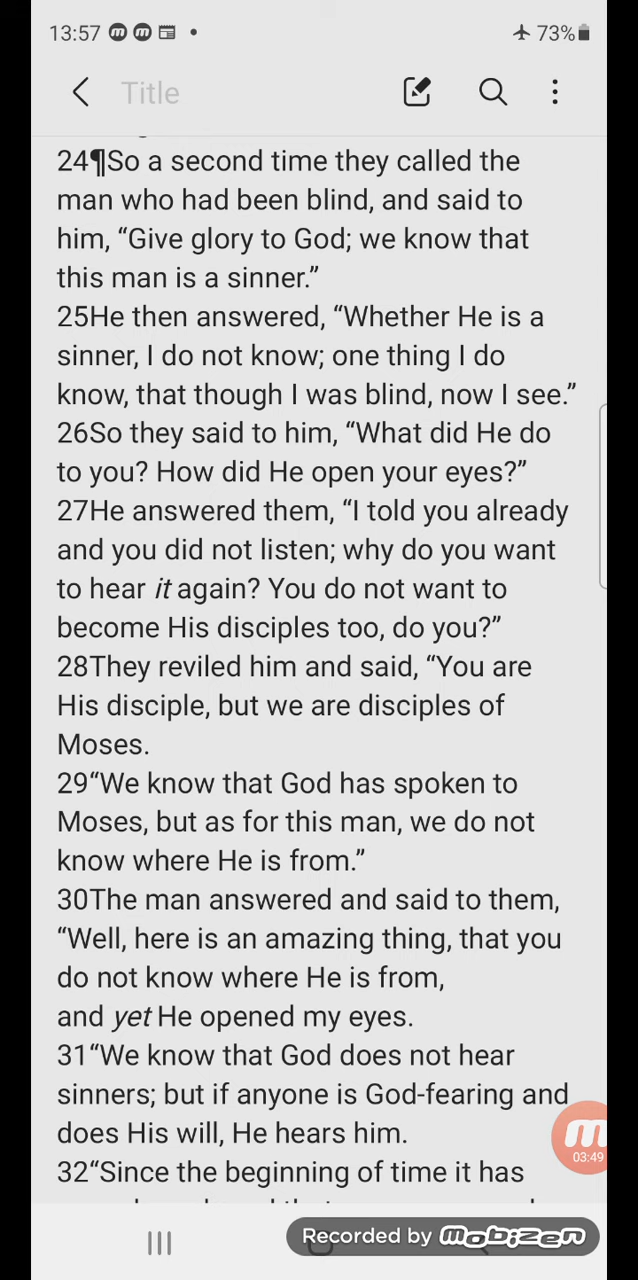 13:57
73%
Title
24¶So a second time they called the
man who had been blind, and said to
him, “Give glory to God; we know that
this man is a sinner.”
25He then answered, “Whether He is a
sinner, I do not know; one thing I do
know, that though I was blind, now I see.”
26So they said to him, “What did He do
to you? How did He open your eyes?”
27He answered them, “I told you already
and you did not listen; why do you want
to hear it again? You do not want to
become His disciples too, do you?”
28They reviled him and said, “You are
His disciple, but we are disciples of
Moses.
29“We know that God has spoken to
Moses, but as for this man, we do not
know where He is from.”
30The man answered and said to them,
“Well, here is an amazing thing, that you
do not know where He is from,
and yet He opened my eyes.
31“We know that God does not hear
sinners; but if anyone is God-fearing and
does His will, He hears him.
03:49
32“Since the beginning of time it has
Recorded by mobizen